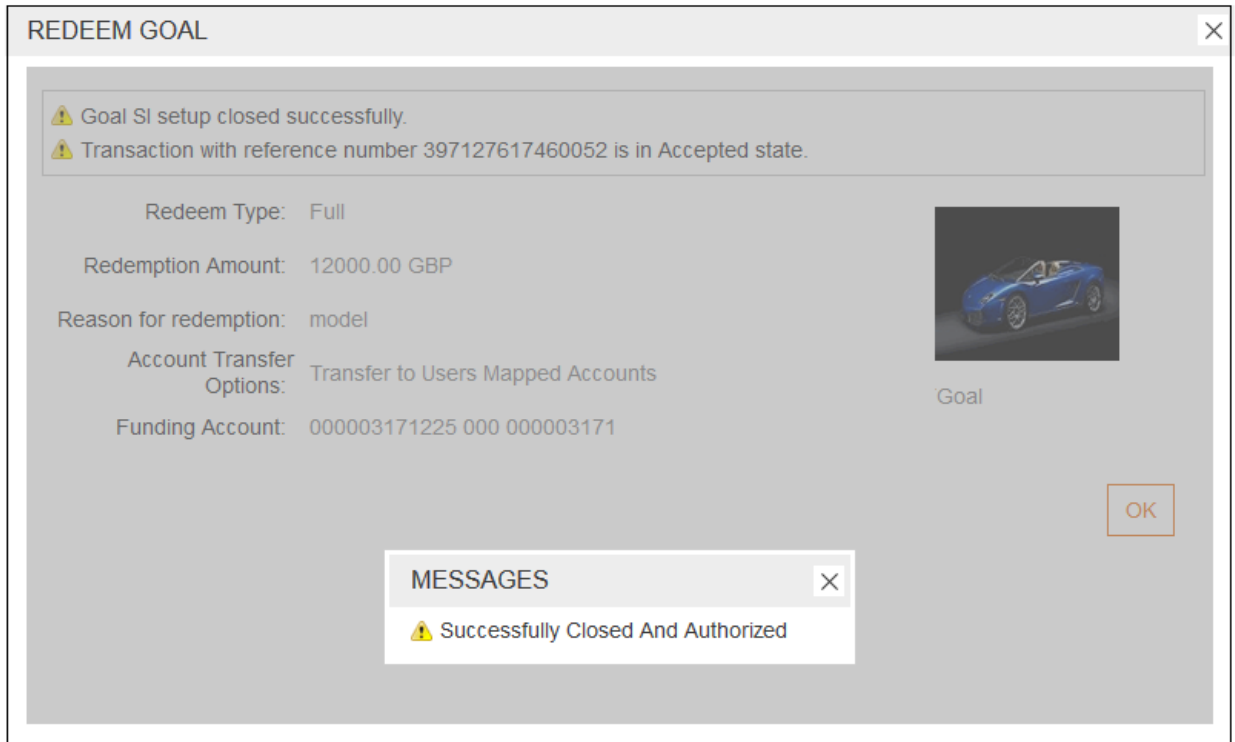 REDEEM GOAL
Goal SI setup closed successfully.
Transaction with reference number 397127617460052 is in Accepted state.
Redeem Type: Full
Redemption Amount: 12000.00 GBP
Reason for redemption: model
Account Transfer
Options: Transfer to Users Mapped Accounts
Goal
Funding Account: 000003171225 000 000003171
OK
MESSAGES
Successfully Closed And Authorized